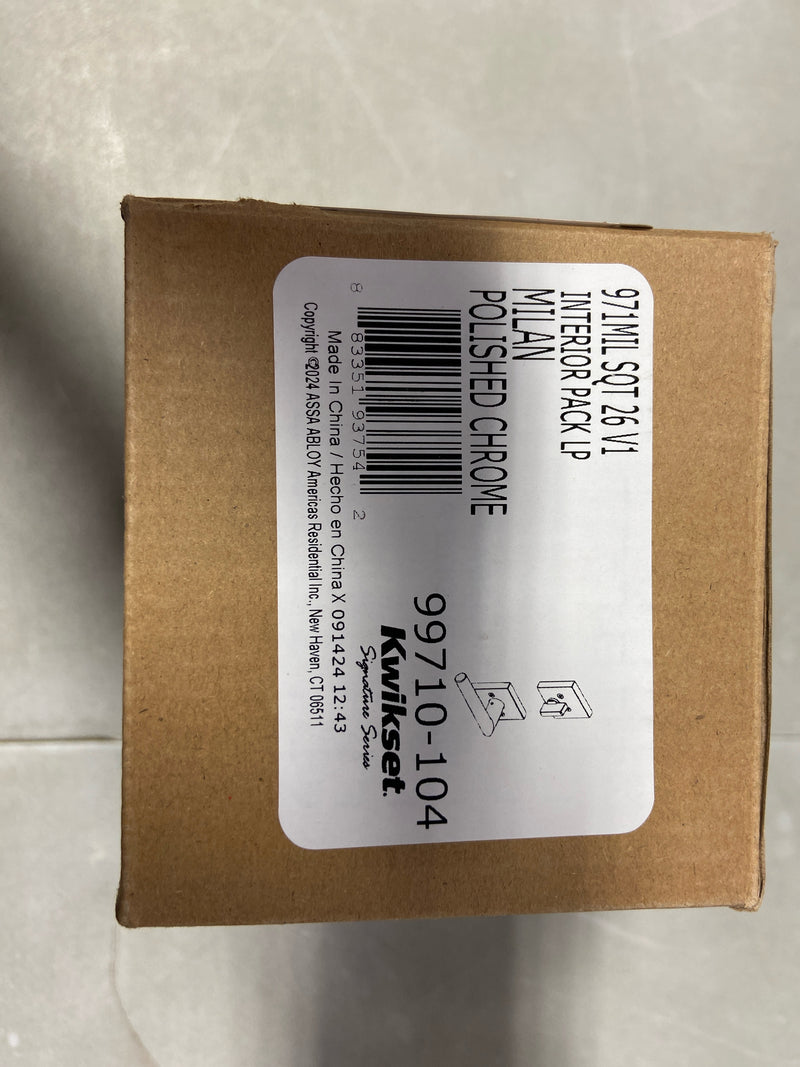 971MIL SQT 26 V1
INTERIOR PACK LP
MILAN
POLISHED CHROME
99710-104
Kwikset.
Signature Series
8 83351 93754 2
Made In China / Hecho en China X 091424 12:43
Copyright ©2024 ASSA ABLOY Americas Residential Inc., New Haven, CT 06511